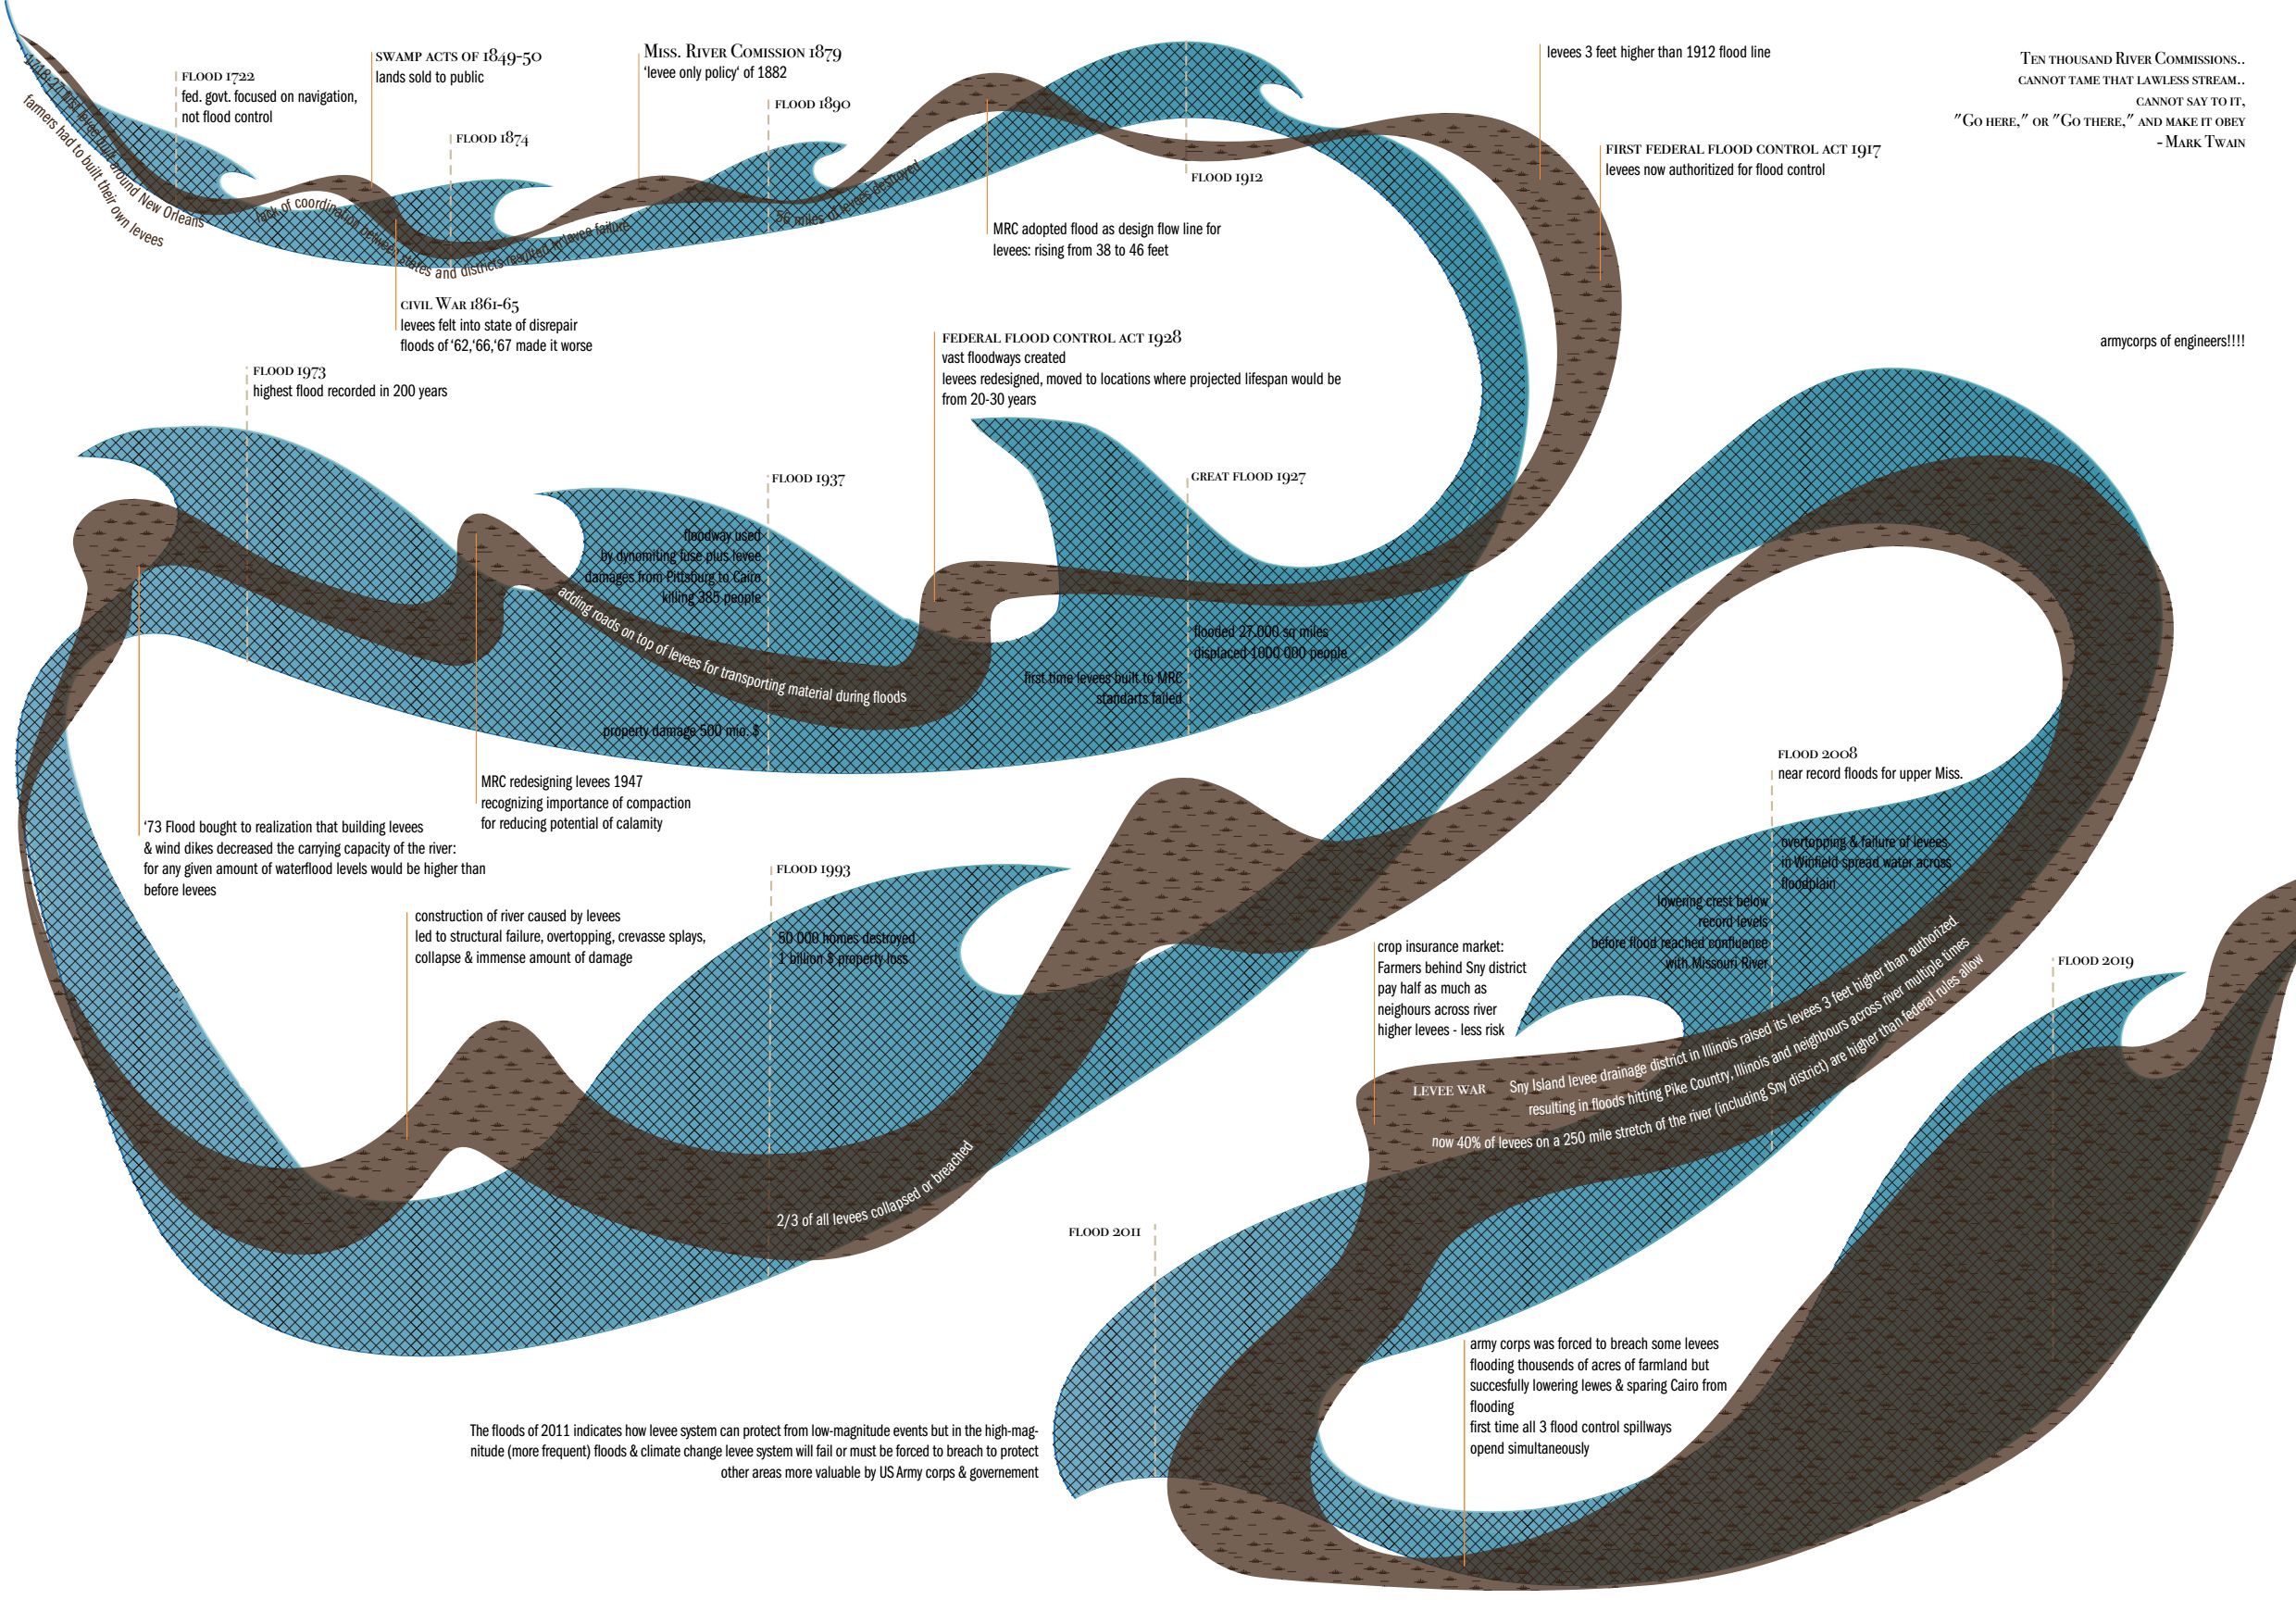 1718-27 first levee built around New Orleans
farmers had to built their own levees
FLOOD 1722
fed. govt. focused on navigation,
not flood control
SWAMP ACTS OF 1849-50
lands sold to public
FLOOD 1874
lack of coordination between states and districts resulted in levee failure
CIVIL WAR 1861-65
levees felt into state of disrepair
floods of ‘62,‘66,‘67 made it worse
MISS. RIVER COMISSION 1879
‘levee only policy‘ of 1882
FLOOD 1890
56 miles of levees destroyed
MRC adopted flood as design flow line for
levees: rising from 38 to 46 feet
FLOOD 1912
levees 3 feet higher than 1912 flood line
FIRST FEDERAL FLOOD CONTROL ACT 1917
levees now authoritized for flood control
TEN THOUSAND RIVER COMMISSIONS..
CANNOT TAME THAT LAWLESS STREAM..
CANNOT SAY TO IT,
"GO HERE," OR "GO THERE," AND MAKE IT OBEY
- MARK TWAIN
armycorps of engineers!!!!
GREAT FLOOD 1927
flooded 27.000 sq miles
displaced 1000 000 people
first time levees built to MRC
standarts failed
FEDERAL FLOOD CONTROL ACT 1928
vast floodways created
levees redesigned, moved to locations where projected lifespan would be
from 20-30 years
FLOOD 1937
floodway used
by dynomiting fuse plus levee
damages from Pittsburg to Cairo
killing 385 people
adding roads on top of levees for transporting material during floods
property damage 500 mio. $
MRC redesigning levees 1947
recognizing importance of compaction
for reducing potential of calamity
FLOOD 1973
highest flood recorded in 200 years
‘73 Flood bought to realization that building levees
& wind dikes decreased the carrying capacity of the river:
for any given amount of waterflood levels would be higher than
before levees
construction of river caused by levees
led to structural failure, overtopping, crevasse splays,
collapse & immense amount of damage
FLOOD 1993
50 000 homes destroyed
1 billion $ property loss
2/3 of all levees collapsed or breached
FLOOD 2008
near record floods for upper Miss.
overtopping & failure of levees
in Winfield spread water across
floodplain
lowering crest below
record levels
before flood reached confluence
with Missouri River
crop insurance market:
Farmers behind Sny district
pay half as much as
neighours across river
higher levees - less risk
LEVEE WAR
Sny Island levee drainage district in Illinois raised its levees 3 feet higher than authorized
resulting in floods hitting Pike Country, Illinois and neighbours across river multiple times
now 40% of levees on a 250 mile stretch of the river (including Sny district) are higher than federal rules allow
FLOOD 2011
The floods of 2011 indicates how levee system can protect from low-magnitude events but in the high-mag-
nitude (more frequent) floods & climate change levee system will fail or must be forced to breach to protect
other areas more valuable by US Army corps & governement
army corps was forced to breach some levees
flooding thousends of acres of farmland but
succesfully lowering lewes & sparing Cairo from
flooding
first time all 3 flood control spillways
opend simultaneously
FLOOD 2019